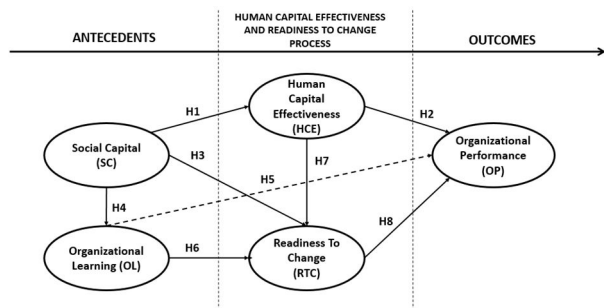 ANTECEDENTS
HUMAN CAPITAL EFFECTIVENESS
AND READINESS TO CHANGE
PROCESS
OUTCOMES
H1
Human
Capital
Effectiveness
(HCE)
H2
Social Capital
(SC)
H3
H7
Organizational
Performance
(OP)
H5
H4
H8
Organizational
Learning (OL)
H6
Readiness To
Change
(RTC)